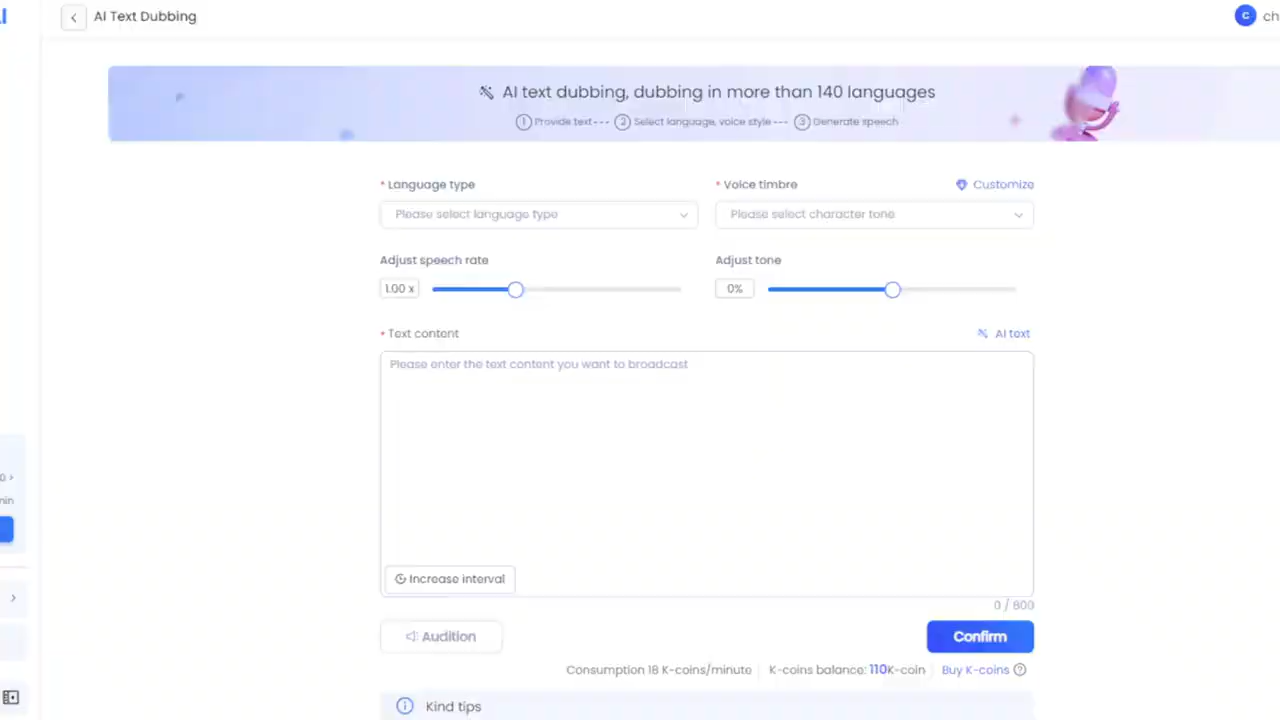 AI Text Dubbing
C ch
AI text dubbing, dubbing in more than 140 languages
1 Provide text--- 2 Select language, voice style--- 3 Generate speech
* Language type
* Voice timbre
Customize
Please select language type
Please select character tone
Adjust speech rate
Adjust tone
1.00 x
0%
* Text content
AI text
Please enter the text content you want to broadcast
0 >
min
Increase interval
0 / 800
Audition
Confirm
Consumption 18 K-coins/minute
K-coins balance: 110K-coin
Buy K-coins ?
Kind tips